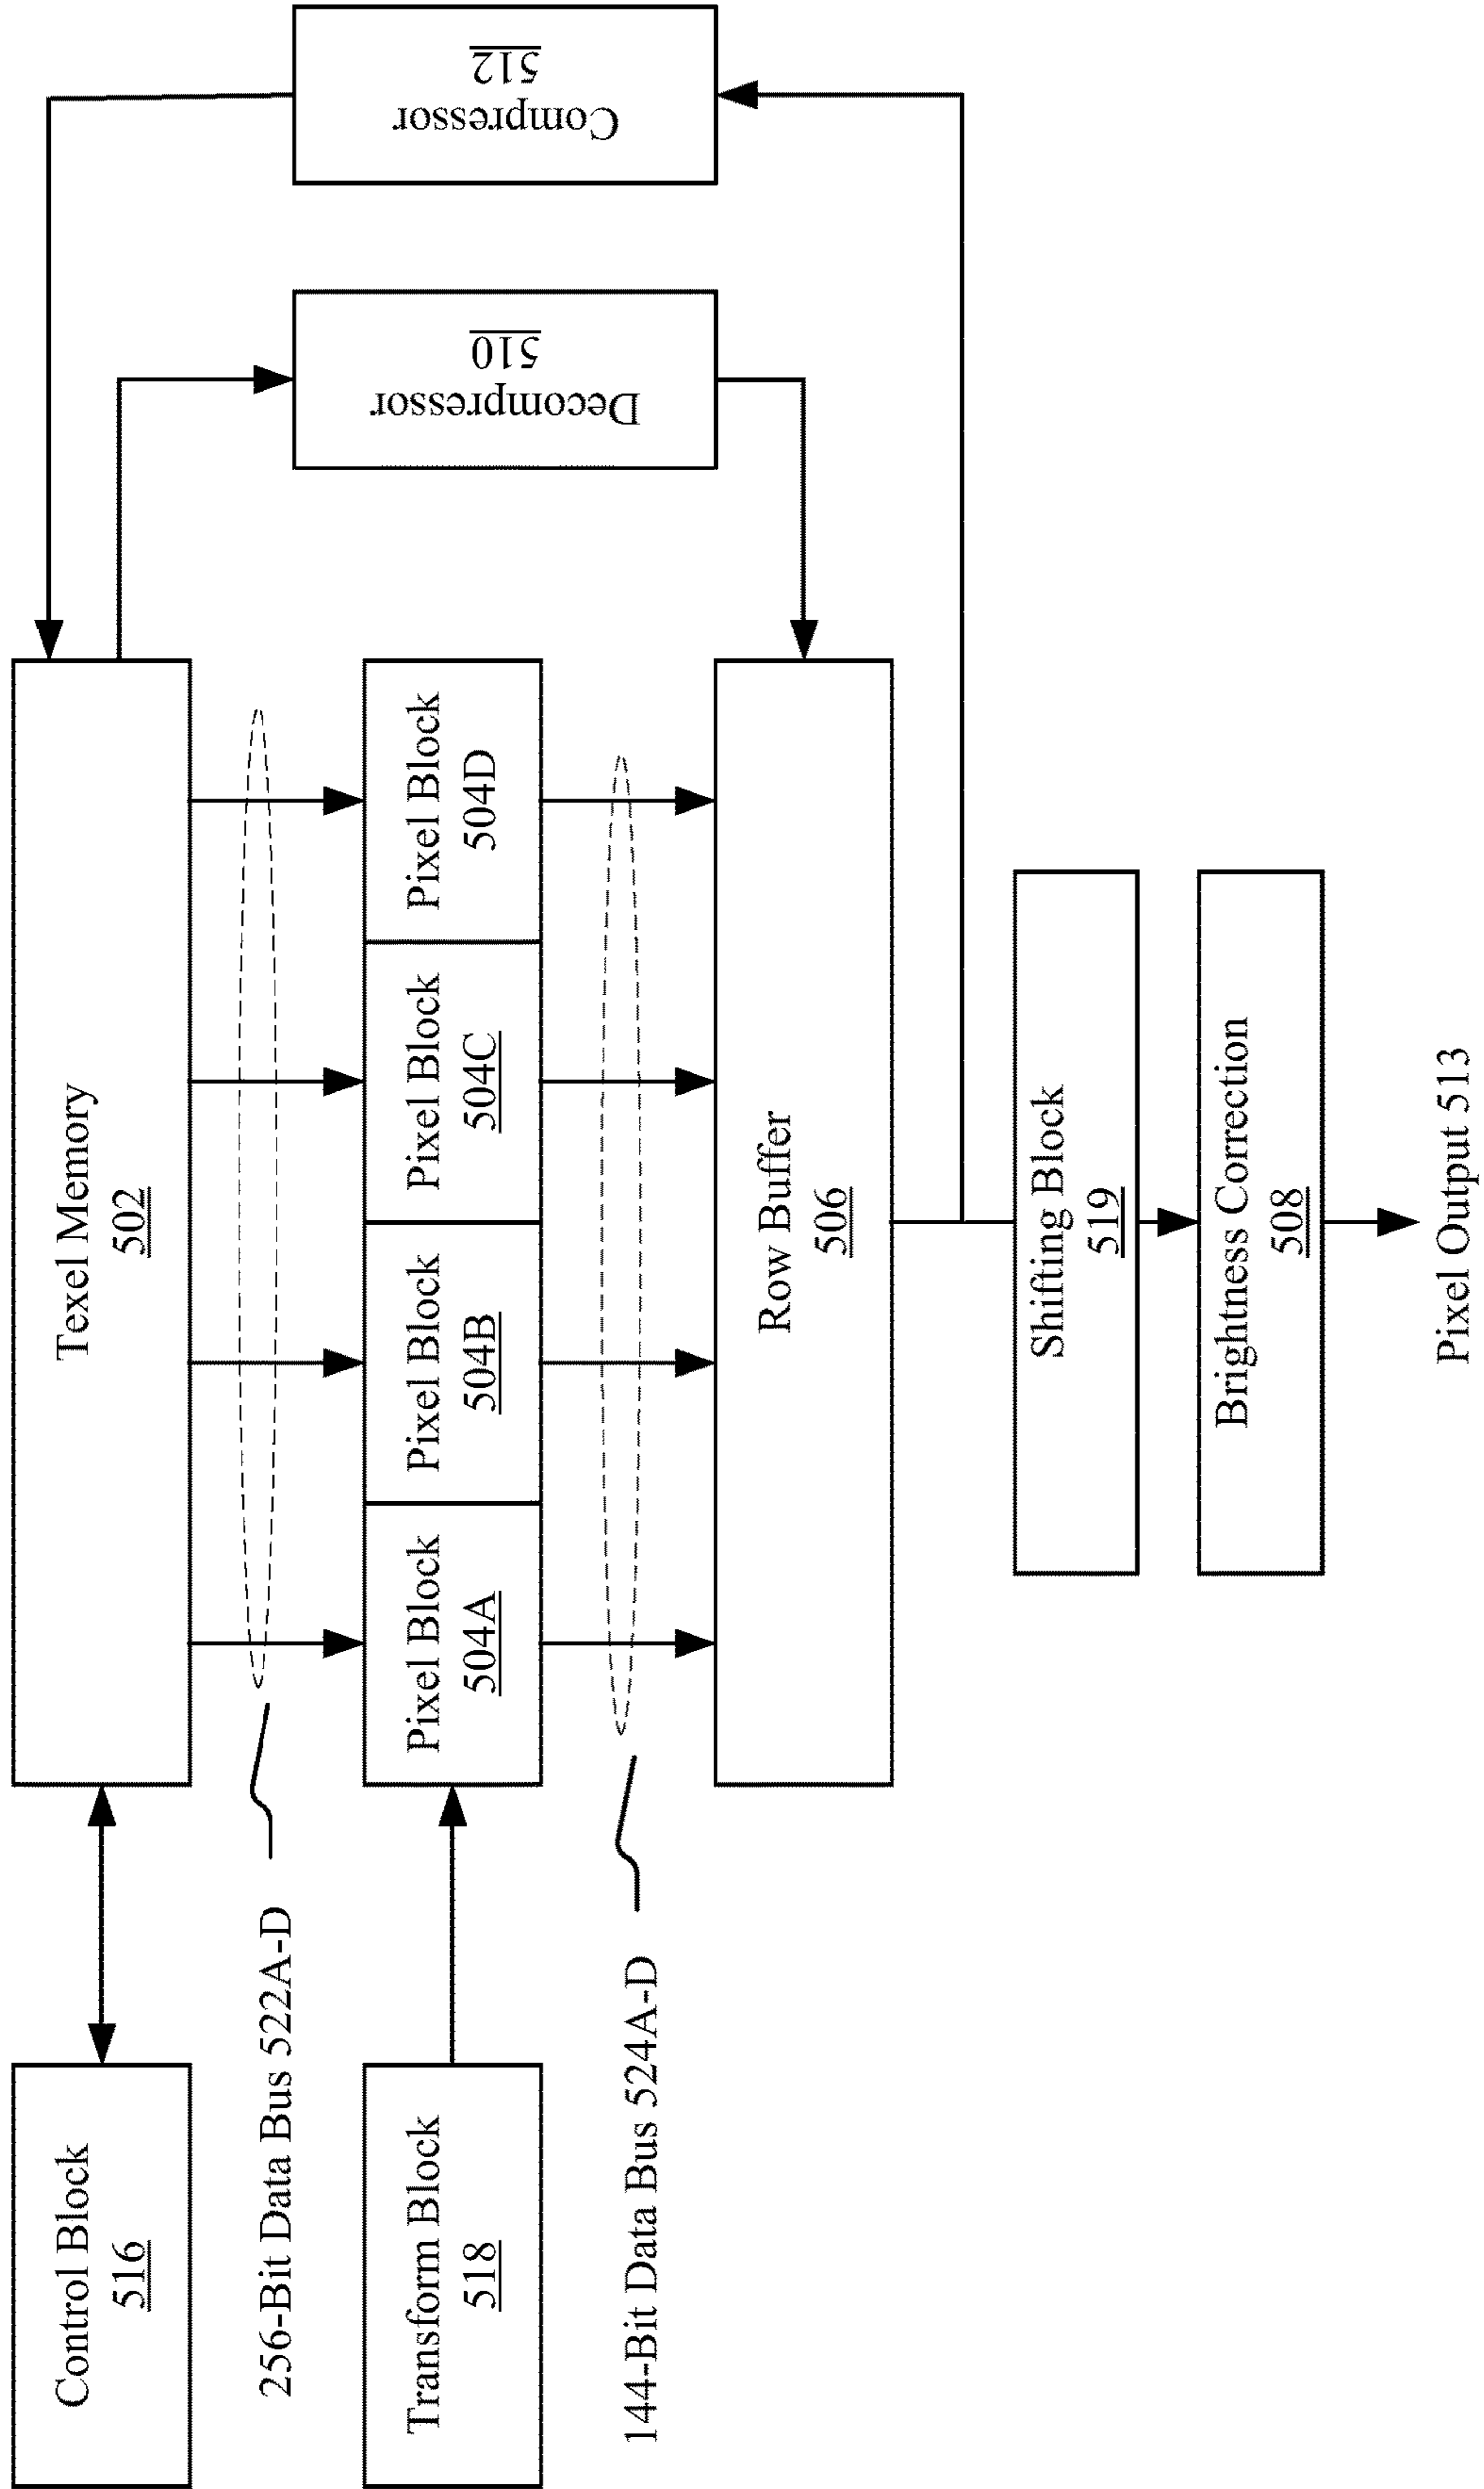 Control Block
516
Texel Memory
502
256-Bit Data Bus 522A-D
Transform Block
518
Pixel Block
504A
Pixel Block
504B
Pixel Block
504C
Pixel Block
504D
144-Bit Data Bus 524A-D
Row Buffer
506
Decompressor
510
Compressor
512
Shifting Block
519
Brightness Correction
508
Pixel Output 513